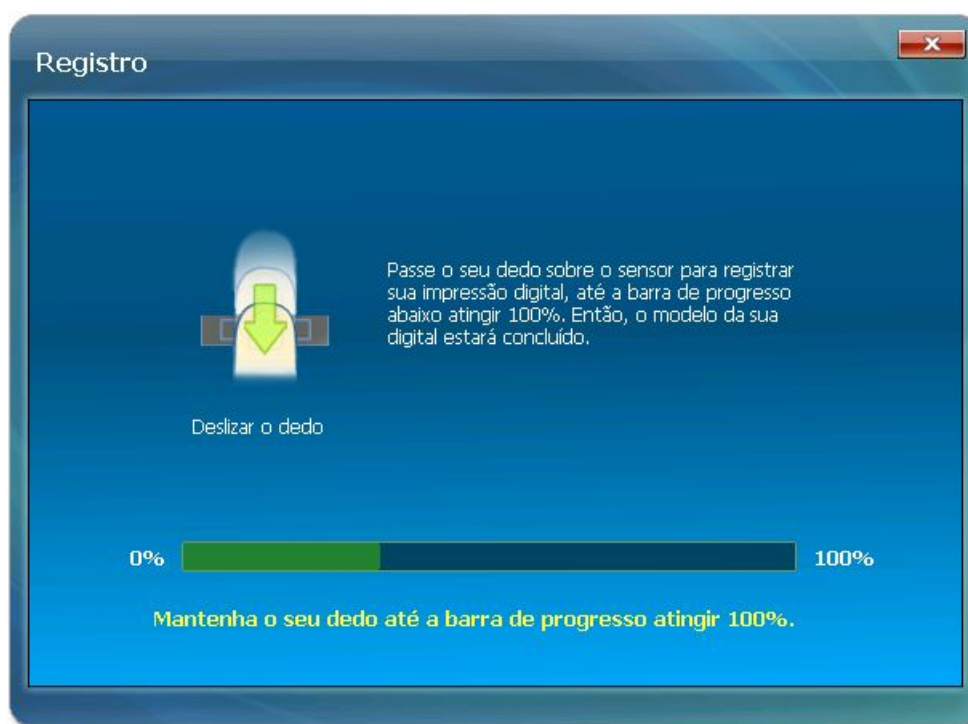 Registro
Passe o seu dedo sobre o sensor para registrar
sua impressão digital, até a barra de progresso
abaixo atingir 100%. Então, o modelo da sua
digital estará concluído.
Deslizar o dedo
0%
100%
Mantenha o seu dedo até a barra de progresso atingir 100%.